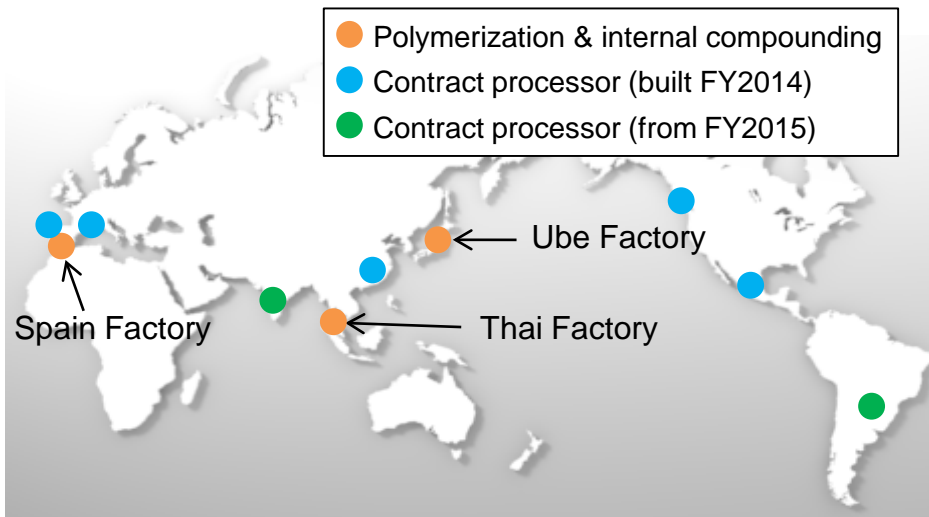 Polymerization & internal compounding
Contract processor (built FY2014)
Contract processor (from FY2015)
Ube Factory
Spain Factory
Thai Factory